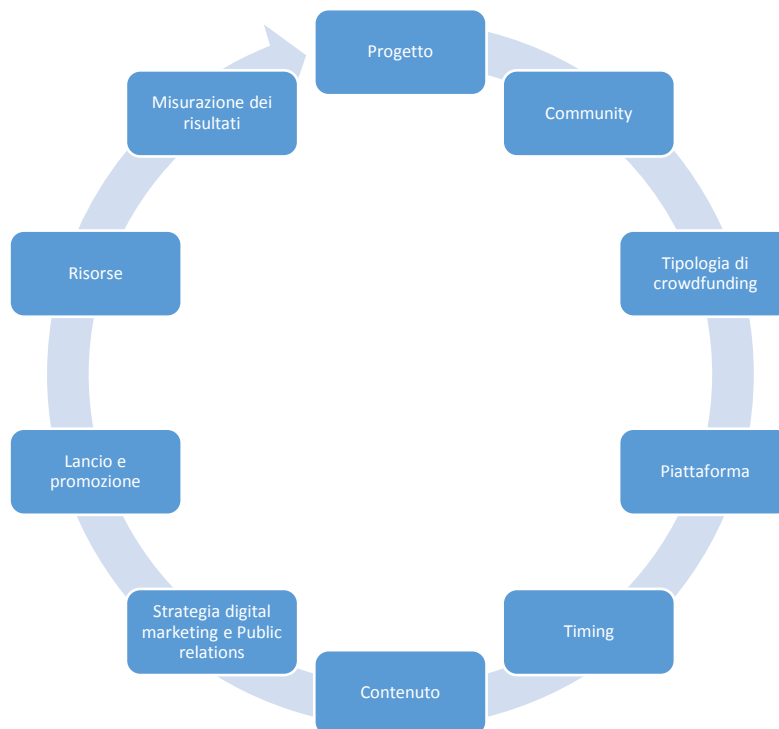 Progetto
Community
Tipologia di
crowdfunding
Piattaforma
Timing
Contenuto
Strategia digital
marketing e Public
relations
Lancio e
promozione
Risorse
Misurazione dei
risultati